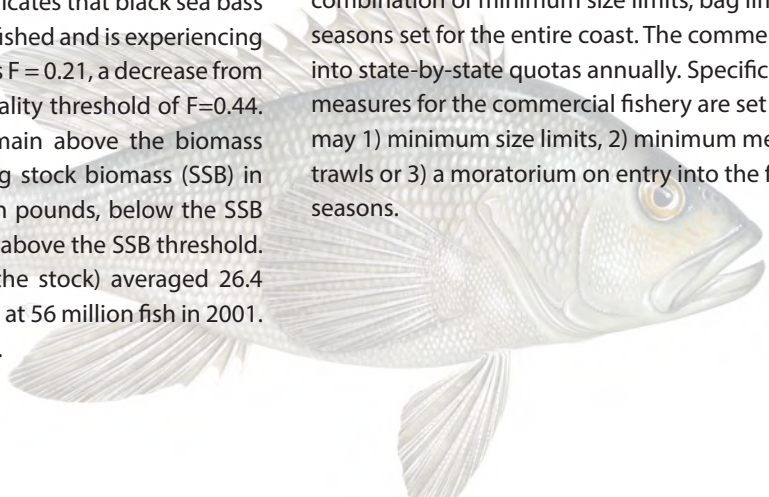 icates that black sea bass
fished and is experiencing
s F = 0.21, a decrease from
ality threshold of F=0.44.
main above the biomass
g stock biomass (SSB) in
n pounds, below the SSB
above the SSB threshold.
the stock) averaged 26.4
at 56 million fish in 2001.
combination of minimum size limits, bag lim
seasons set for the entire coast. The comme
into state-by-state quotas annually. Specific
measures for the commercial fishery are set
may 1) minimum size limits, 2) minimum me
trawls or 3) a moratorium on entry into the f
seasons.